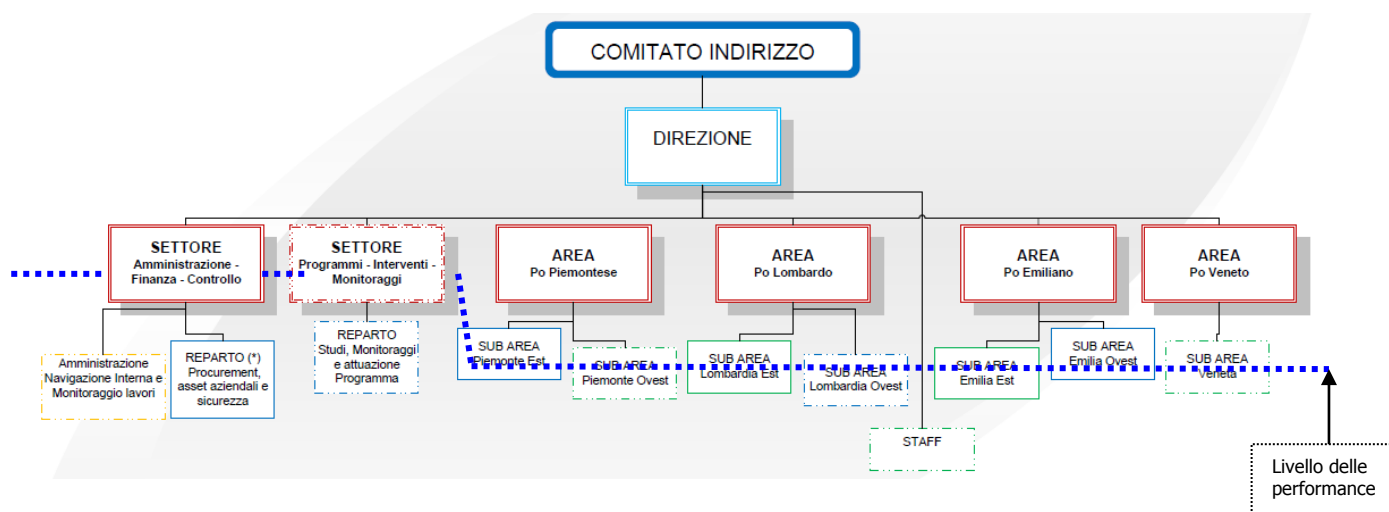 COMITATO INDIRIZZO
DIREZIONE
SETTORE
Amministrazione -
Finanza - Controllo
SETTORE
Programmi - Interventi -
Monitoraggi
AREA
Po Piemontese
AREA
Po Lombardo
AREA
Po Emiliano
AREA
Po Veneto
Amministrazione
Navigazione Interna e
Monitoraggio lavori
REPARTO (*)
Procurement,
asset aziendali e
sicurezza
REPARTO
Studi, Monitoraggi
e attuazione
Programma
SUB AREA
Piemonte Est
SUB AREA
Piemonte Ovest
SUB AREA
Lombardia Est
SUB AREA
Lombardia Ovest
SUB AREA
Emilia Est
SUB AREA
Emilia Ovest
SUB AREA
Veneta
STAFF
Livello delle
performance